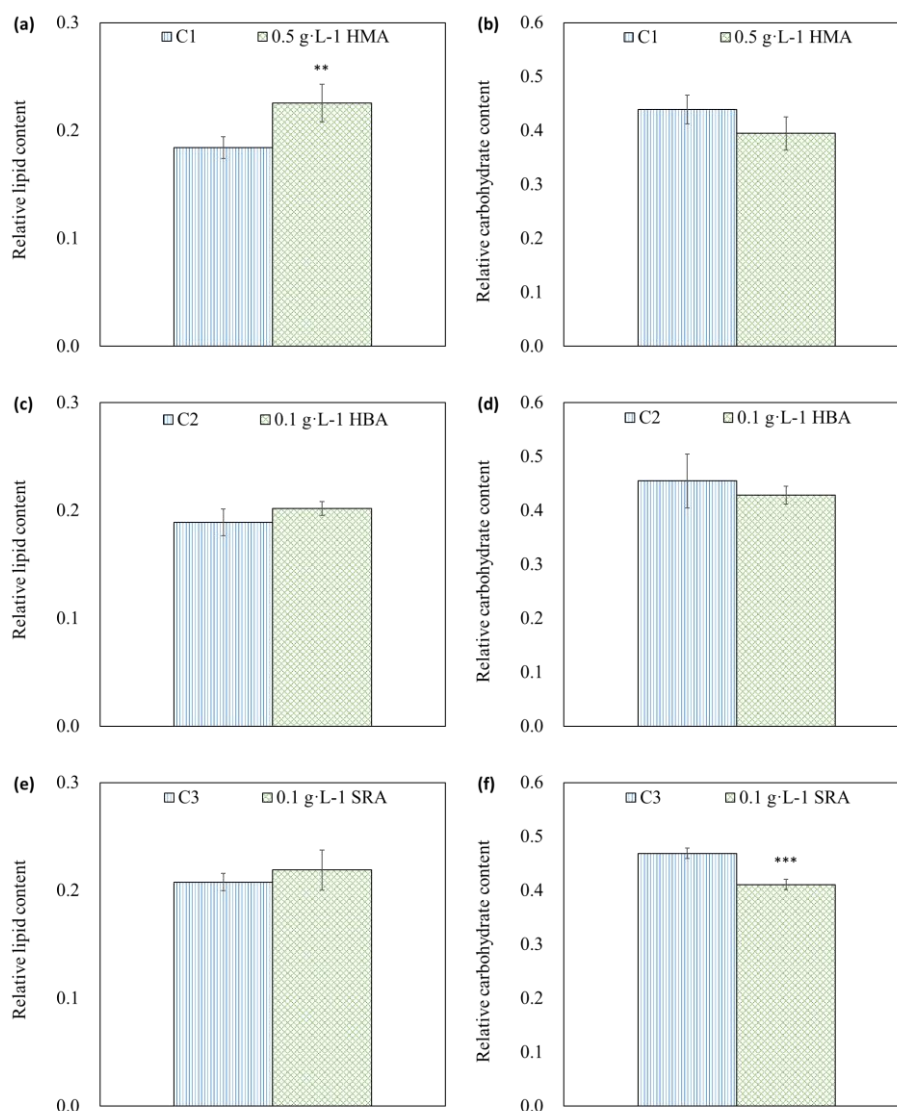 (a)
C1 0.5 g·L-1 HMA
**
Relative lipid content
0.3
0.2
0.1
0.0
(b)
C1 0.5 g·L-1 HMA
Relative carbohydrate content
0.6
0.5
0.4
0.3
0.2
0.1
0.0
(c)
C2 0.1 g·L-1 HBA
Relative lipid content
0.3
0.2
0.1
0.0
(d)
C2 0.1 g·L-1 HBA
Relative carbohydrate content
0.6
0.5
0.4
0.3
0.2
0.1
0.0
(e)
C3 0.1 g·L-1 SRA
Relative lipid content
0.3
0.2
0.1
0.0
(f)
C3 0.1 g·L-1 SRA
***
Relative carbohydrate content
0.6
0.5
0.4
0.3
0.2
0.1
0.0